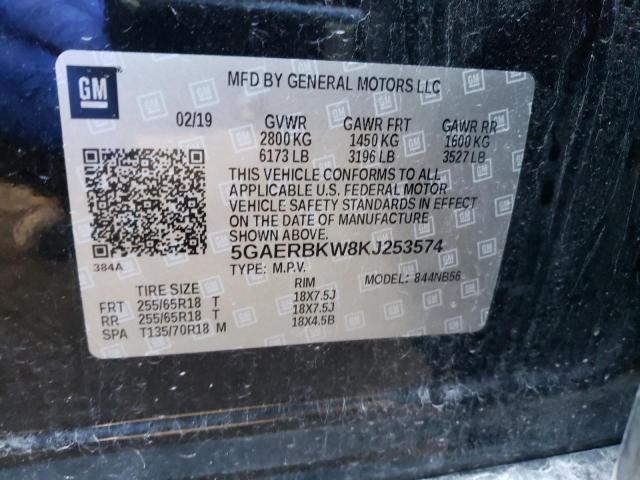 GM
MFD BY GENERAL MOTORS LLC
02/19 GVWR GAWR FRT GAWR RR
2800 KG 1450 KG 1600 KG
6173 LB 3196 LB 3527 LB
THIS VEHICLE CONFORMS TO ALL
APPLICABLE U.S. FEDERAL MOTOR
VEHICLE SAFETY STANDARDS IN EFFECT
ON THE DATE OF MANUFACTURE
SHOWN ABOVE.
384A
5GAERBKW8KJ253574
TYPE: M.P.V. MODEL: 844NB56
TIRE SIZE RIM
FRT 255/65R18 T 18X7.5J
RR 255/65R18 T 18X7.5J
SPA T135/70R18 M 18X4.5B